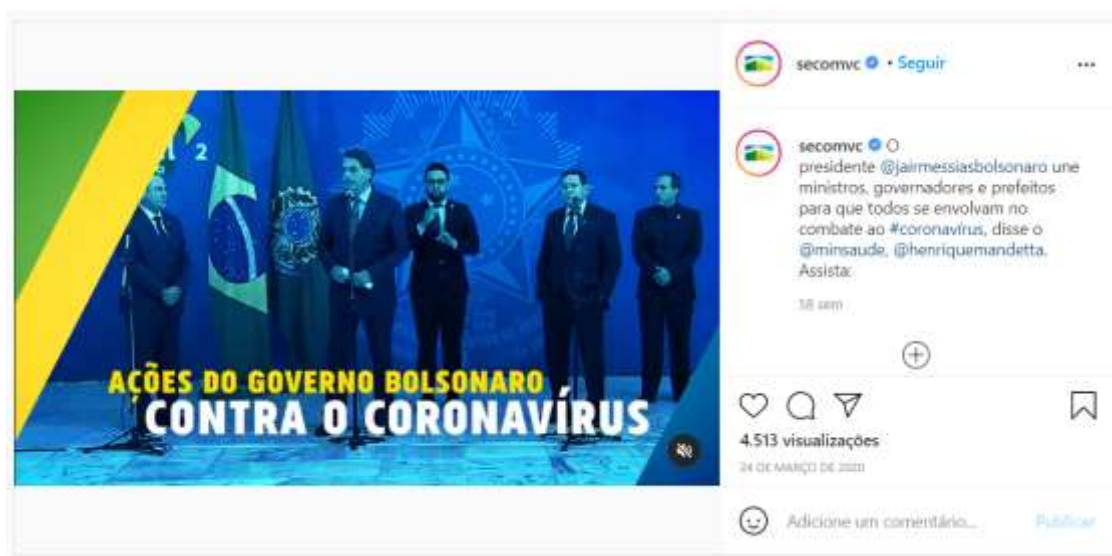 secomvc • Seguir
secomvc O
presidente @jairmessiasbolsonaro une
ministros, governadores e prefeitos
para que todos se envolvam no
combate ao #coronavírus, disse o
@minsaude, @henriquemandetta.
Assista:
58 sem
2
AÇÕES DO GOVERNO BOLSONARO
CONTRA O CORONAVÍRUS
4.513 visualizações
24 DE MARÇO DE 2020
Adicione um comentário... Publicar